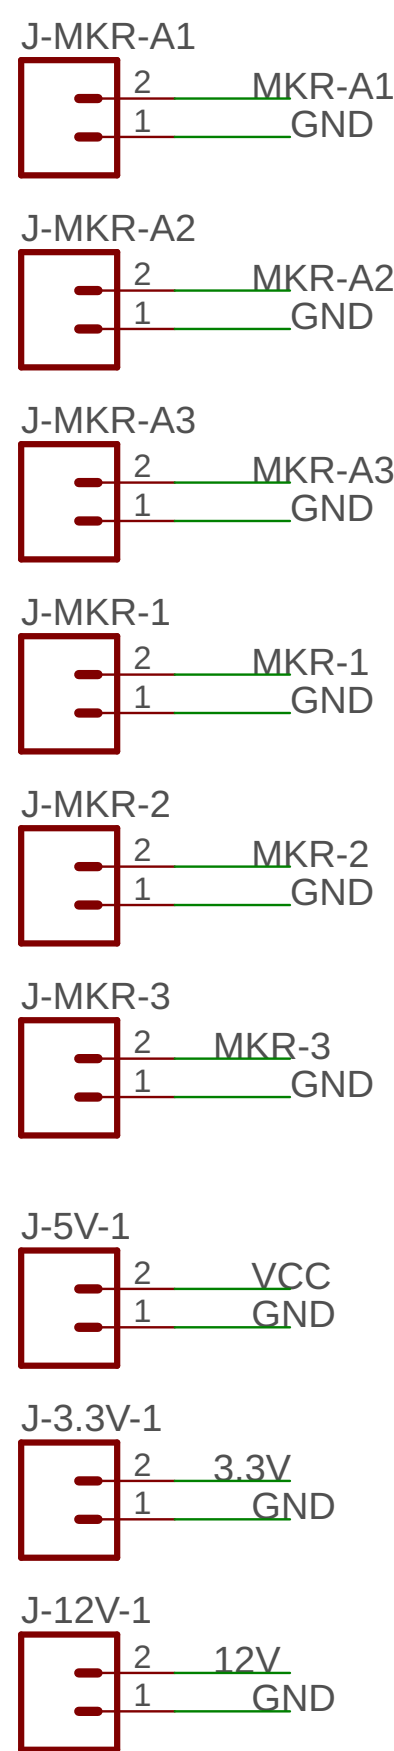 J-MKR-A1
2 MKR-A1
1 GND
J-MKR-A2
2 MKR-A2
1 GND
J-MKR-A3
2 MKR-A3
1 GND
J-MKR-1
2 MKR-1
1 GND
J-MKR-2
2 MKR-2
1 GND
J-MKR-3
2 MKR-3
1 GND
J-5V-1
2 VCC
1 GND
J-3.3V-1
2 3.3V
1 GND
J-12V-1
2 12V
1 GND